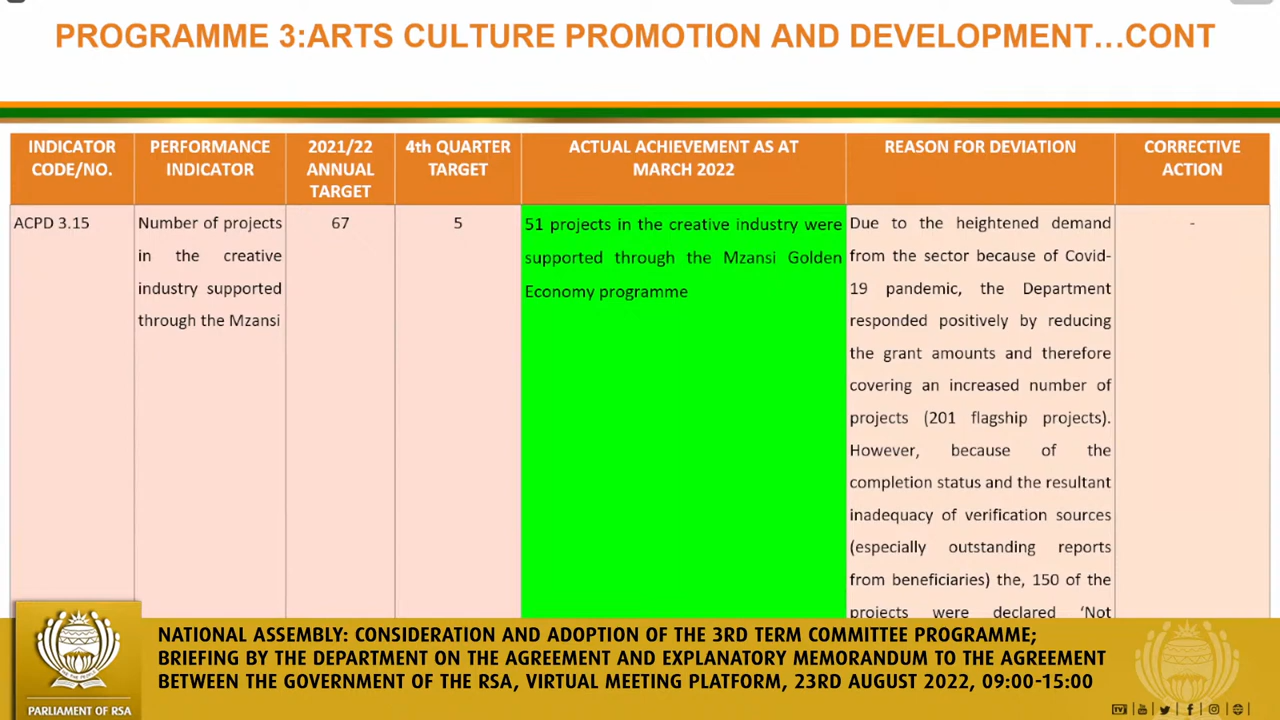 PROGRAMME 3:ARTS CULTURE PROMOTION AND DEVELOPMENT...CONT
INDICATOR
CODE/NO.
PERFORMANCE
INDICATOR
2021/22
ANNUAL
TARGET
4th QUARTER
TARGET
ACTUAL ACHIEVEMENT AS AT
MARCH 2022
REASON FOR DEVIATION
CORRECTIVE
ACTION
ACPD 3.15
Number of projects
in the creative
industry supported
through the Mzansi
67
5
51 projects in the creative industry were
supported through the Mzansi Golden
Economy programme
Due to the heightened demand
from the sector because of Covid-
19 pandemic, the Department
responded positively by reducing
the grant amounts and therefore
covering an increased number of
projects (201 flagship projects).
However, because of the
completion status and the resultant
inadequacy of verification sources
(especially outstanding reports
from beneficiaries) the, 150 of the
projects were declared ‘Not
-
NATIONAL ASSEMBLY: CONSIDERATION AND ADOPTION OF THE 3RD TERM COMMITTEE PROGRAMME;
BRIEFING BY THE DEPARTMENT ON THE AGREEMENT AND EXPLANATORY MEMORANDUM TO THE AGREEMENT
BETWEEN THE GOVERNMENT OF THE RSA, VIRTUAL MEETING PLATFORM, 23RD AUGUST 2022, 09:00-15:00
PARLIAMENT OF RSA